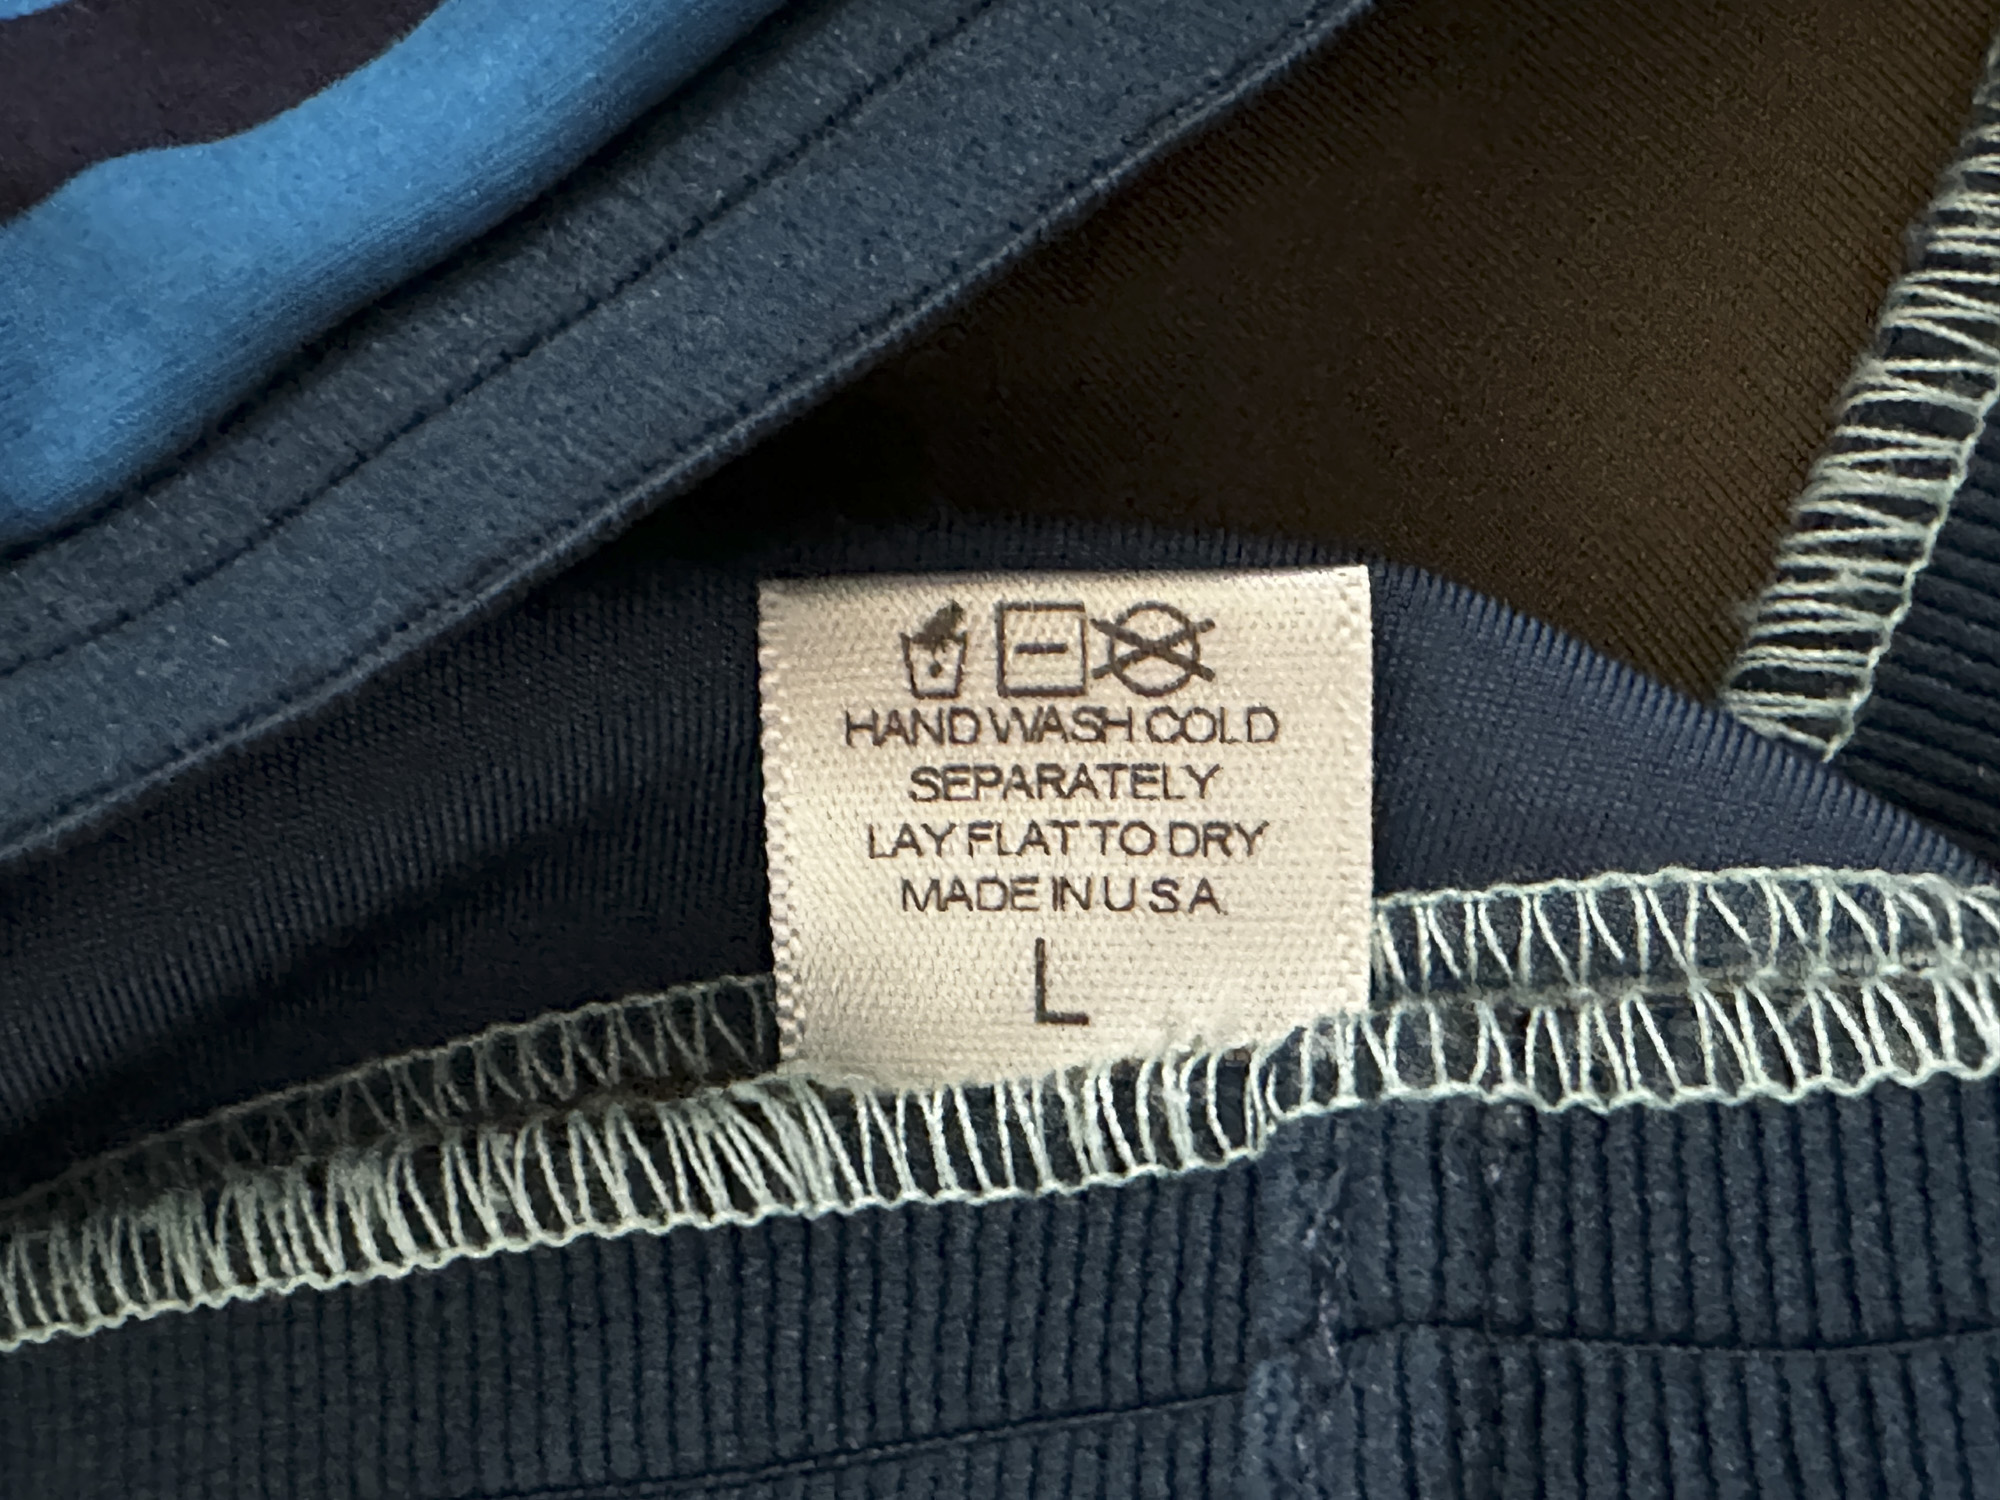 HAND WASH COLD
SEPARATELY
LAY FLAT TO DRY
MADE IN U.S.A.
L